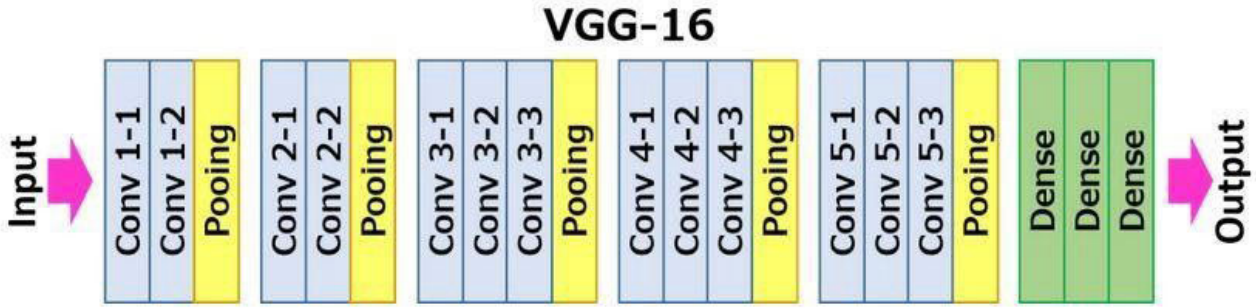 VGG-16
Input
Conv 1-1
Conv 1-2
Pooing
Conv 2-1
Conv 2-2
Pooing
Conv 3-1
Conv 3-2
Conv 3-3
Pooing
Conv 4-1
Conv 4-2
Conv 4-3
Pooing
Conv 5-1
Conv 5-2
Conv 5-3
Pooing
Dense
Dense
Dense
Output